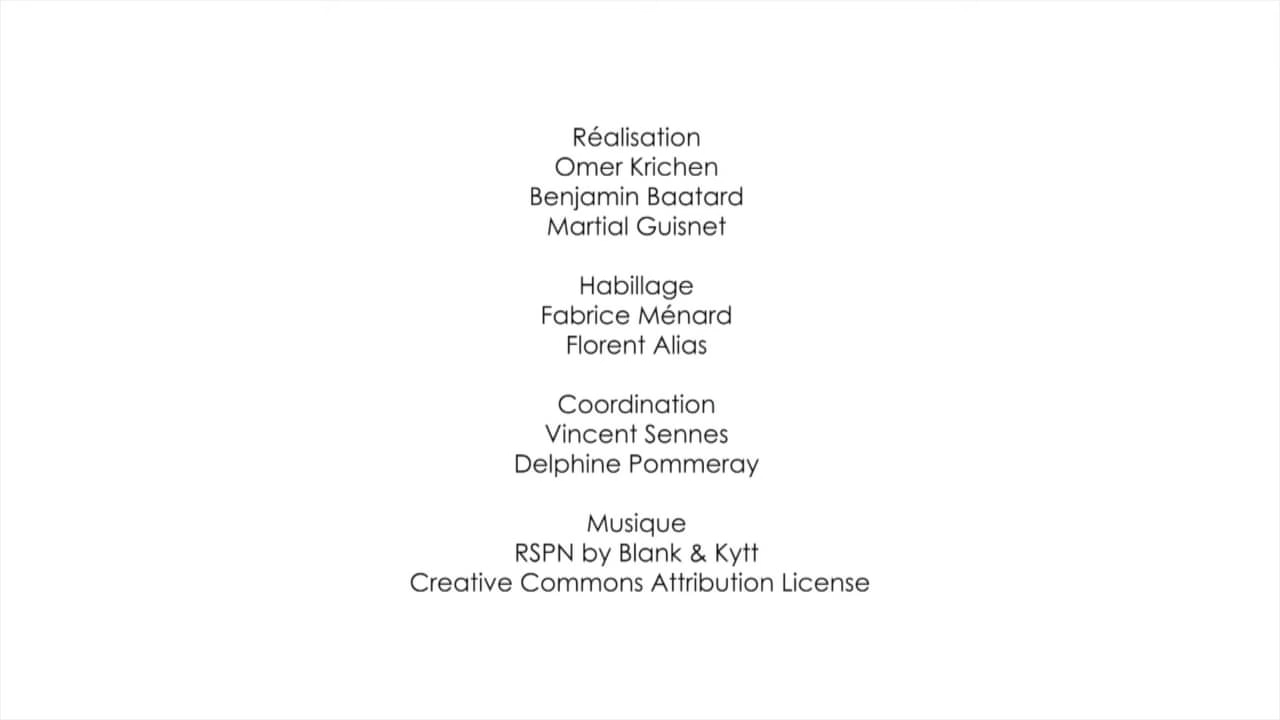 Réalisation
Omer Krichen
Benjamin Baatard
Martial Guisnet
Habillage
Fabrice Ménard
Florent Alias
Coordination
Vincent Sennes
Delphine Pommeray
Musique
RSPN by Blank & Kytt
Creative Commons Attribution License